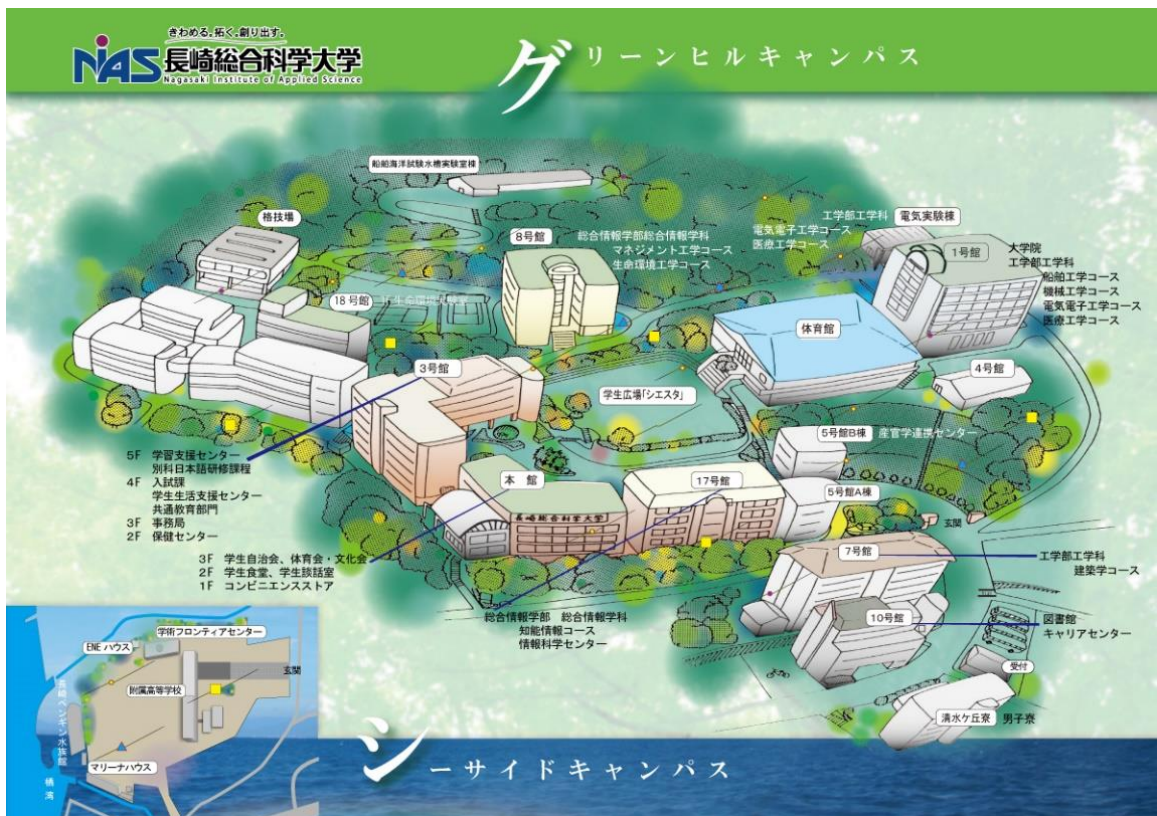 きわめる。拓く。創り出す。
NiAS 長崎総合科学大学
Nagasaki Institute of Applied Science
グリーンヒルキャンパス
船舶海洋試験水槽実験室棟
格技場
8号館
総合情報学部総合情報学科
マネジメント工学コース
生命環境工学コース
工学部工学科
電気電子工学コース
医療工学コース
電気実験棟
1号館
大学院
工学部工学科
船舶工学コース
機械工学コース
電気電子工学コース
医療工学コース
18号館
体育館
3号館
4号館
学生広場「シエスタ」
5号館B棟 産官学連携センター
5F 学習支援センター
別科日本語研修課程
4F 入試課
学生生活支援センター
共通教育部門
3F 事務局
2F 保健センター
本館
長崎総合科学大学
17号館
5号館A棟
玄関
3F 学生自治会、体育会・文化会
2F 学生食堂、学生談話室
1F コンビニエンスストア
7号館
工学部工学科
建築学コース
総合情報学部 総合情報学科
知能情報コース
情報科学センター
10号館
図書館
キャリアセンター
受付
清水ケ丘寮 男子寮
学術フロンティアセンター
ENEハウス
玄関
附属高等学校
長崎ペンギン水族館
マリーナハウス
橘湾
シーサイドキャンパス